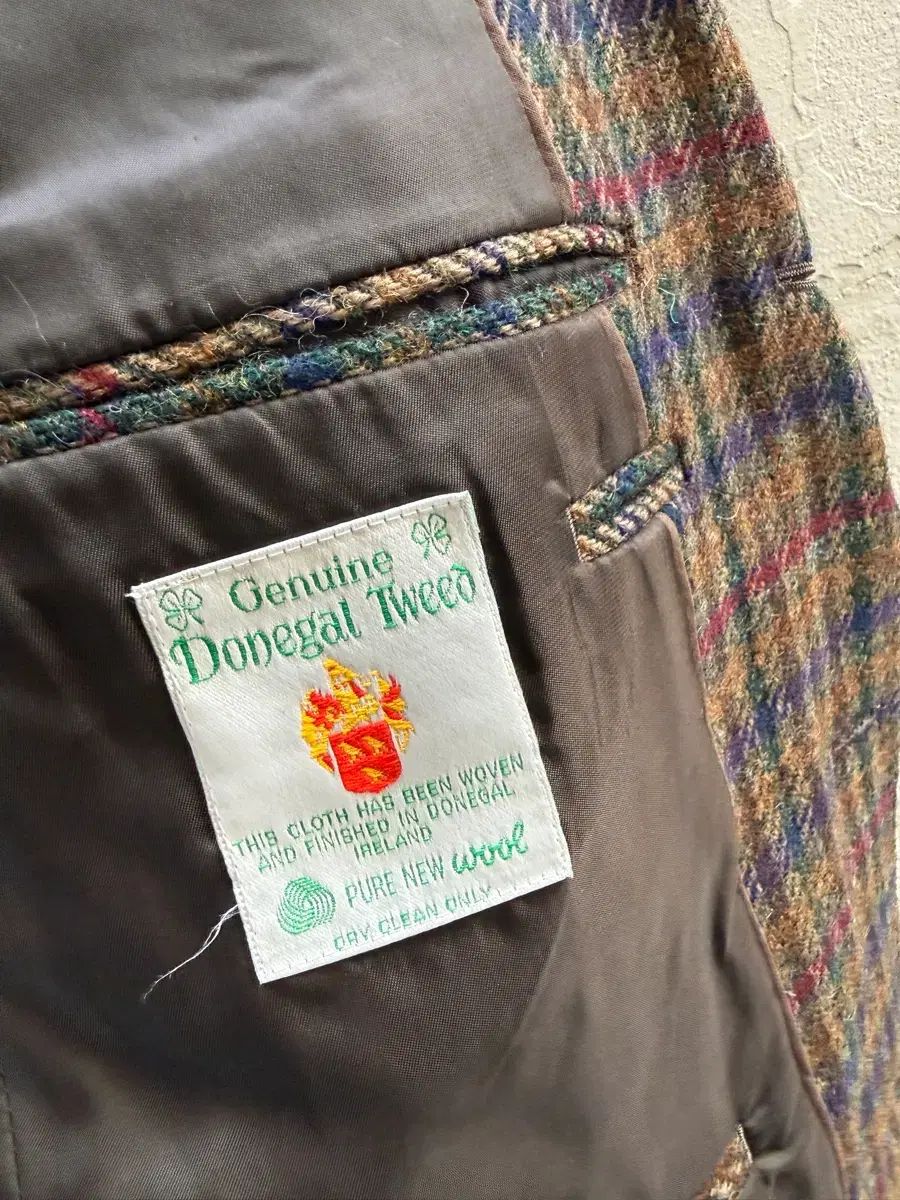 Genuine
Donegal Tweed
THIS CLOTH HAS BEEN WOVEN
AND FINISHED IN DONEGAL
IRELAND
PURE NEW wool
DRY CLEAN ONLY